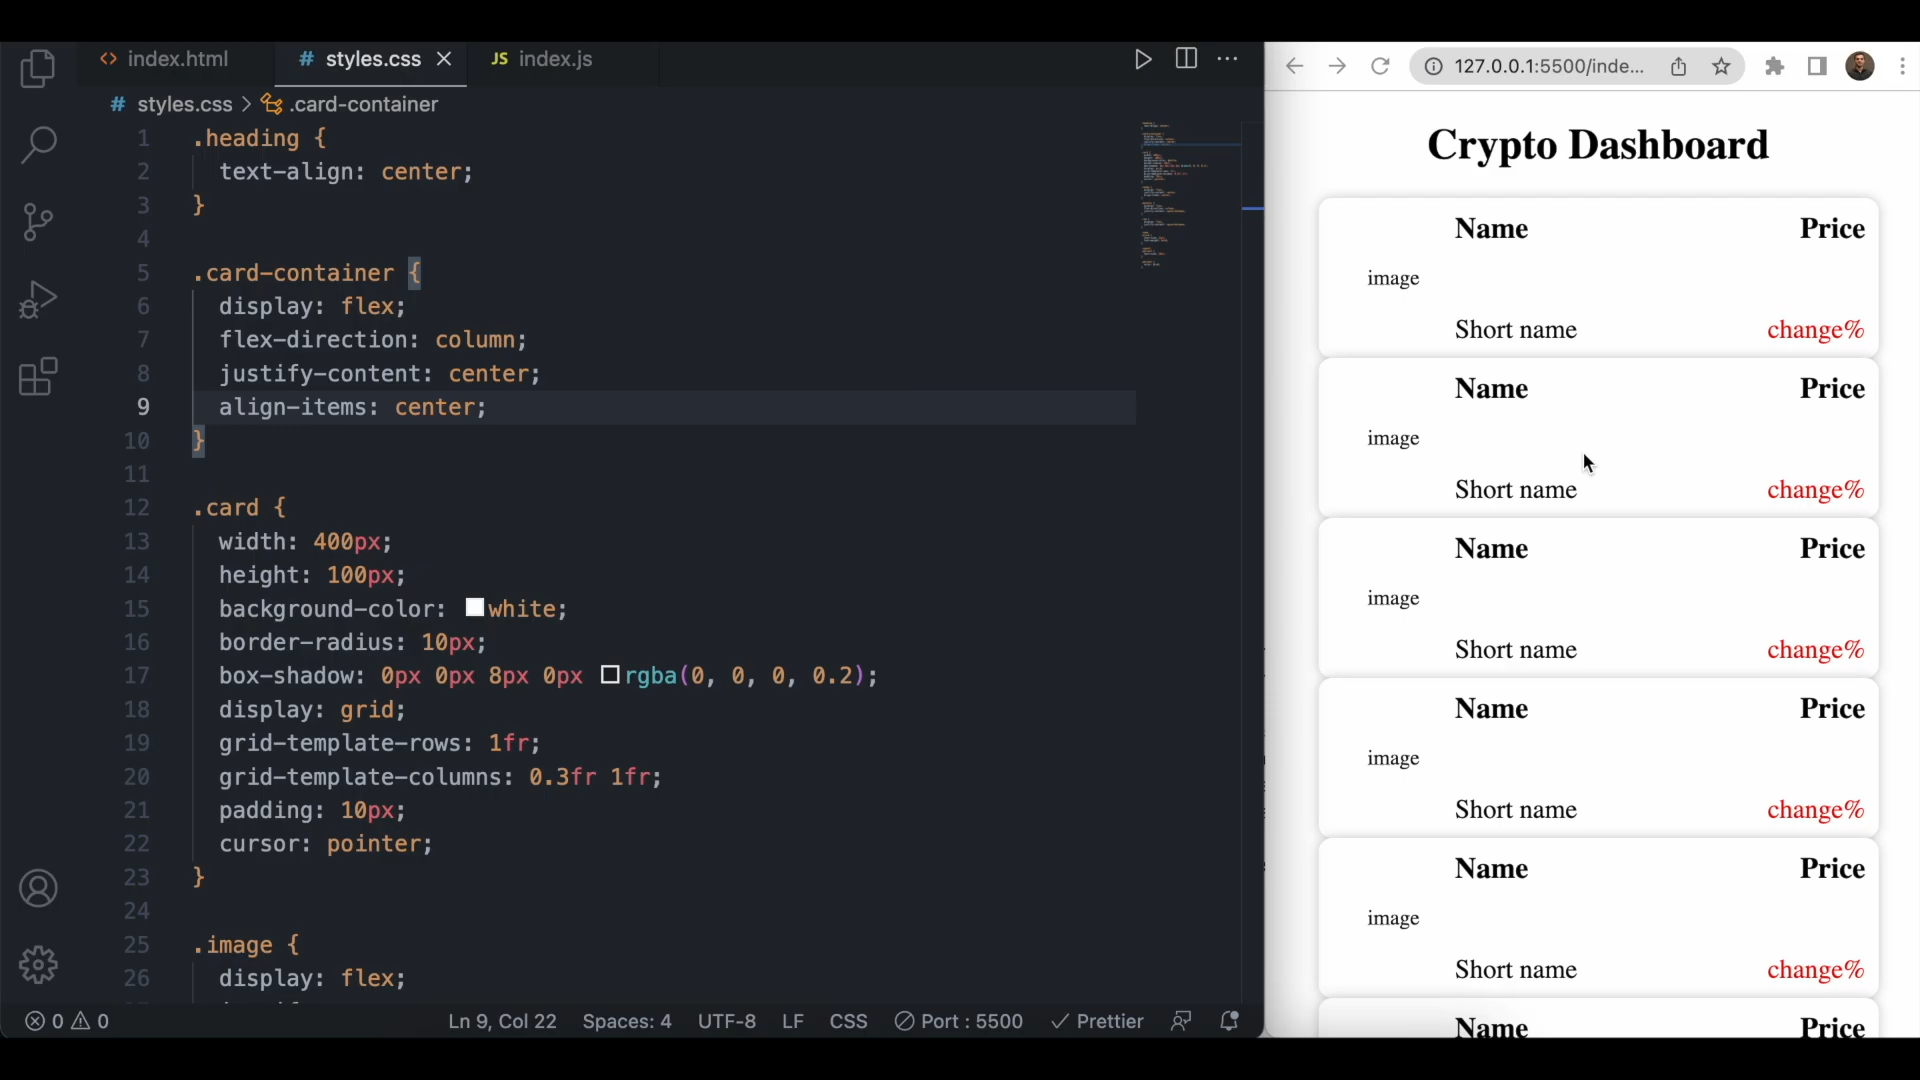 index.html
styles.css
JS index.js
127.0.0.1:5500/inde...
# styles.css > .card-container
1 .heading {
2 text-align: center;
3 }
4
5 .card-container {
6 display: flex;
7 flex-direction: column;
8 justify-content: center;
9 align-items: center;
10 }
11
12 .card {
13 width: 400px;
14 height: 100px;
15 background-color: white;
16 border-radius: 10px;
17 box-shadow: 0px 0px 8px 0px rgba(0, 0, 0, 0.2);
18 display: grid;
19 grid-template-rows: 1fr;
20 grid-template-columns: 0.3fr 1fr;
21 padding: 10px;
22 cursor: pointer;
23 }
24
25 .image {
26 display: flex;
0 0
Ln 9, Col 22
Spaces: 4
UTF-8
LF
CSS
Port : 5500
Prettier
Crypto Dashboard
Name Price
image
Short name change%
Name Price
image
Short name change%
Name Price
image
Short name change%
Name Price
image
Short name change%
Name Price
image
Short name change%
Name Price